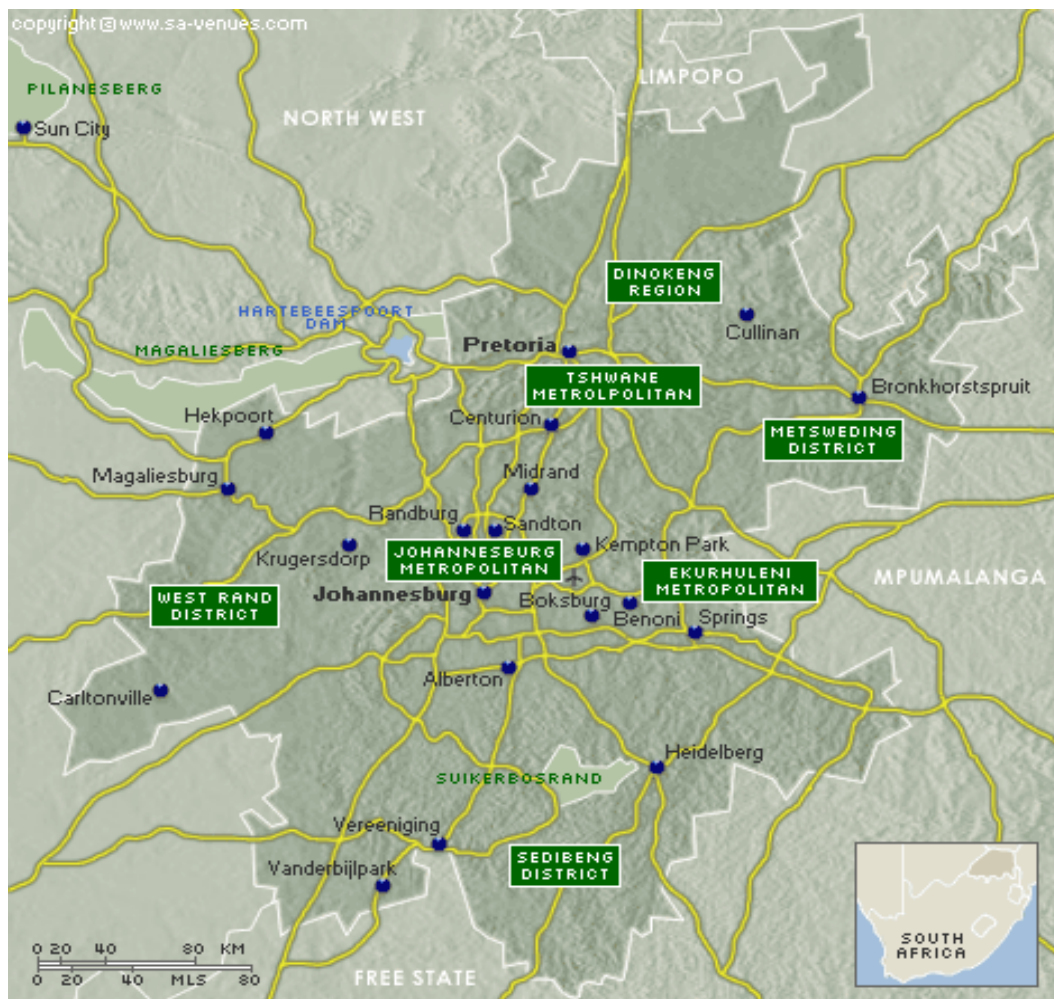 copyright@www.sa-venues.com
LIMPOPO
PILANESBERG
NORTH WEST
Sun City
DINOKENG
REGION
HARTEBEESPOORT
DAM
Cullinan
MAGALIESBERG
Pretoria
TSHWANE
METROLPOLITAN
Bronkhorstspruit
Hekpoort
Centurion
METSWEDING
DISTRICT
Magaliesburg
Midrand
Randburg
Sandton
Krugersdorp
JOHANNESBURG
METROPOLITAN
Kempton Park
EKURHULENI
METROPOLITAN
MPUMALANGA
WEST RAND
DISTRICT
Johannesburg
Boksburg
Benoni
Springs
Alberton
Carltonville
Heidelberg
SUIKERBOSRAND
Vereeniging
SEDIBENG
DISTRICT
Vanderbijlpark
SOUTH
AFRICA
0 20 40 80 KM
0 20 40 MLS 80
FREE STATE